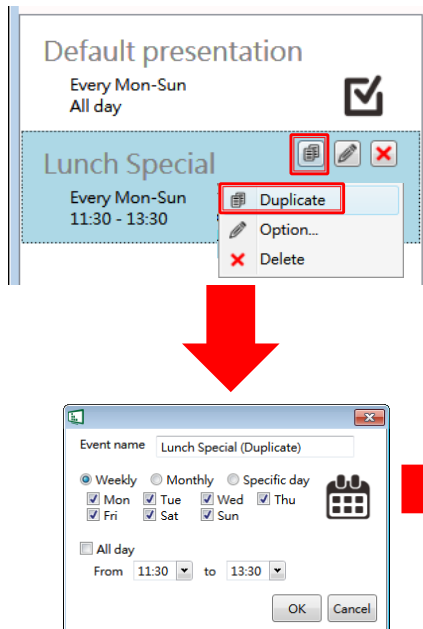 Default presentation
Every Mon-Sun
All day
Lunch Special
Every Mon-Sun
11:30 - 13:30
Duplicate
Option...
Delete
Event name Lunch Special (Duplicate)
Weekly Monthly Specific day
Mon Tue Wed Thu
Fri Sat Sun
All day
From 11:30 to 13:30
OK Cancel